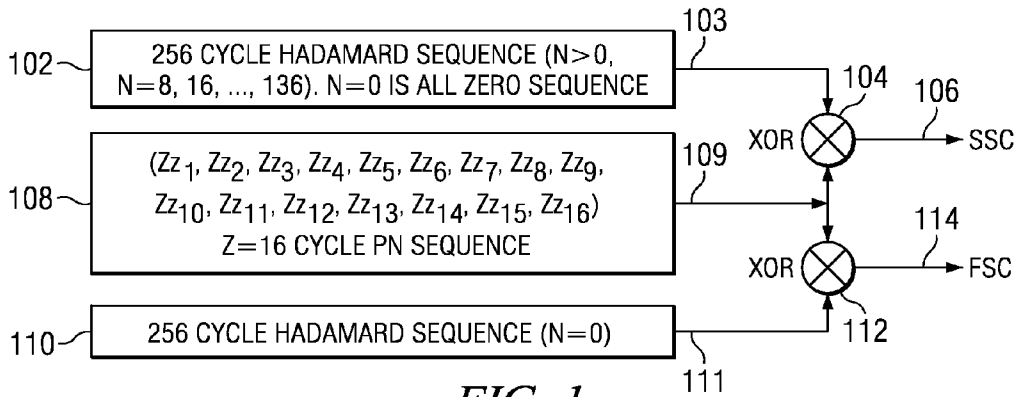 102
256 CYCLE HADAMARD SEQUENCE (N>0,
N=8, 16, ..., 136). N=0 IS ALL ZERO SEQUENCE
103
104
XOR
106
SSC
108
(Zz1, Zz2, Zz3, Zz4, Zz5, Zz6, Zz7, Zz8, Zz9,
Zz10, Zz11, Zz12, Zz13, Zz14, Zz15, Zz16)
Z=16 CYCLE PN SEQUENCE
109
XOR
114
FSC
112
110
256 CYCLE HADAMARD SEQUENCE (N=0)
111
FIG. 1